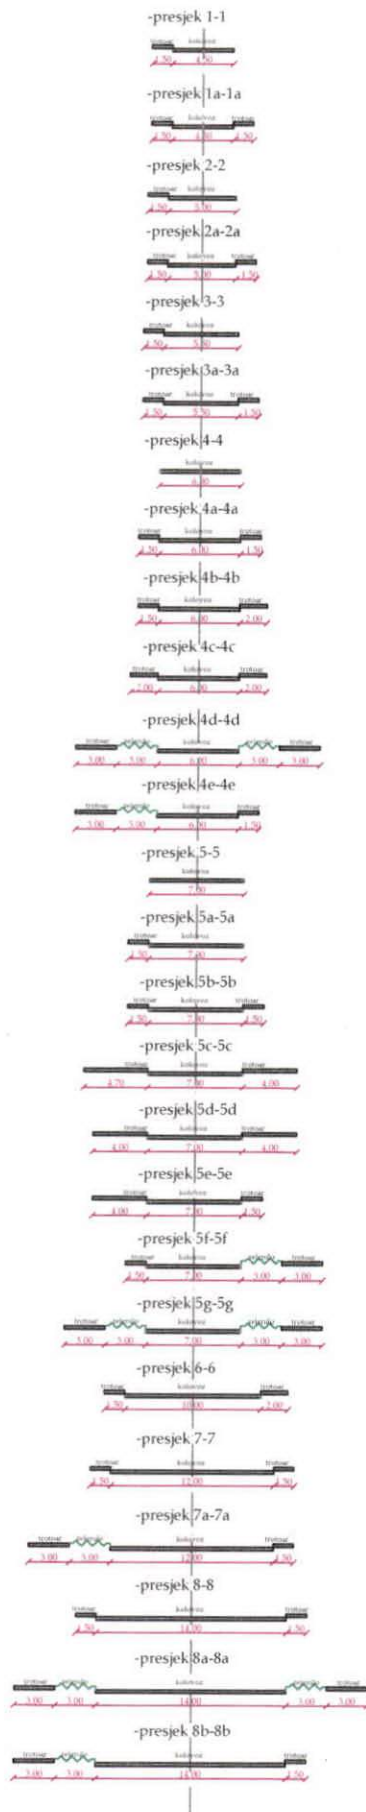 -presjek 1-1
trotoar kolovoz
1.50 4.50
-presjek 1a-1a
trotoar kolovoz trotoar
1.50 4.50 1.50
-presjek 2-2
trotoar kolovoz
1.50 5.00
-presjek 2a-2a
trotoar kolovoz trotoar
1.50 5.00 1.50
-presjek 3-3
trotoar kolovoz
1.50 5.50
-presjek 3a-3a
trotoar kolovoz trotoar
1.50 5.50 1.50
-presjek 4-4
kolovoz
6.00
-presjek 4a-4a
trotoar kolovoz trotoar
1.50 6.00 1.50
-presjek 4b-4b
trotoar kolovoz trotoar
1.50 6.00 2.00
-presjek 4c-4c
trotoar kolovoz trotoar
2.00 6.00 2.00
-presjek 4d-4d
trotoar zelenilo kolovoz zelenilo trotoar
3.00 3.00 6.00 3.00 3.00
-presjek 4e-4e
trotoar zelenilo kolovoz trotoar
3.00 3.00 6.00 1.50
-presjek 5-5
kolovoz
7.00
-presjek 5a-5a
trotoar kolovoz
1.50 7.00
-presjek 5b-5b
trotoar kolovoz trotoar
1.50 7.00 1.50
-presjek 5c-5c
trotoar kolovoz trotoar
4.70 7.00 4.00
-presjek 5d-5d
trotoar kolovoz trotoar
4.00 7.00 4.00
-presjek 5e-5e
trotoar kolovoz trotoar
4.00 7.00 1.50
-presjek 5f-5f
trotoar kolovoz zelenilo trotoar
1.50 7.00 3.00 3.00
-presjek 5g-5g
trotoar zelenilo kolovoz zelenilo trotoar
3.00 3.00 7.00 3.00 3.00
-presjek 6-6
trotoar kolovoz trotoar
1.50 10.00 2.00
-presjek 7-7
trotoar kolovoz trotoar
1.50 12.00 1.50
-presjek 7a-7a
trotoar zelenilo kolovoz trotoar
3.00 3.00 12.00 1.50
-presjek 8-8
trotoar kolovoz trotoar
1.50 14.00 1.50
-presjek 8a-8a
trotoar zelenilo kolovoz zelenilo trotoar
3.00 3.00 14.00 3.00 3.00
-presjek 8b-8b
trotoar zelenilo kolovoz trotoar
3.00 3.00 14.00 1.50